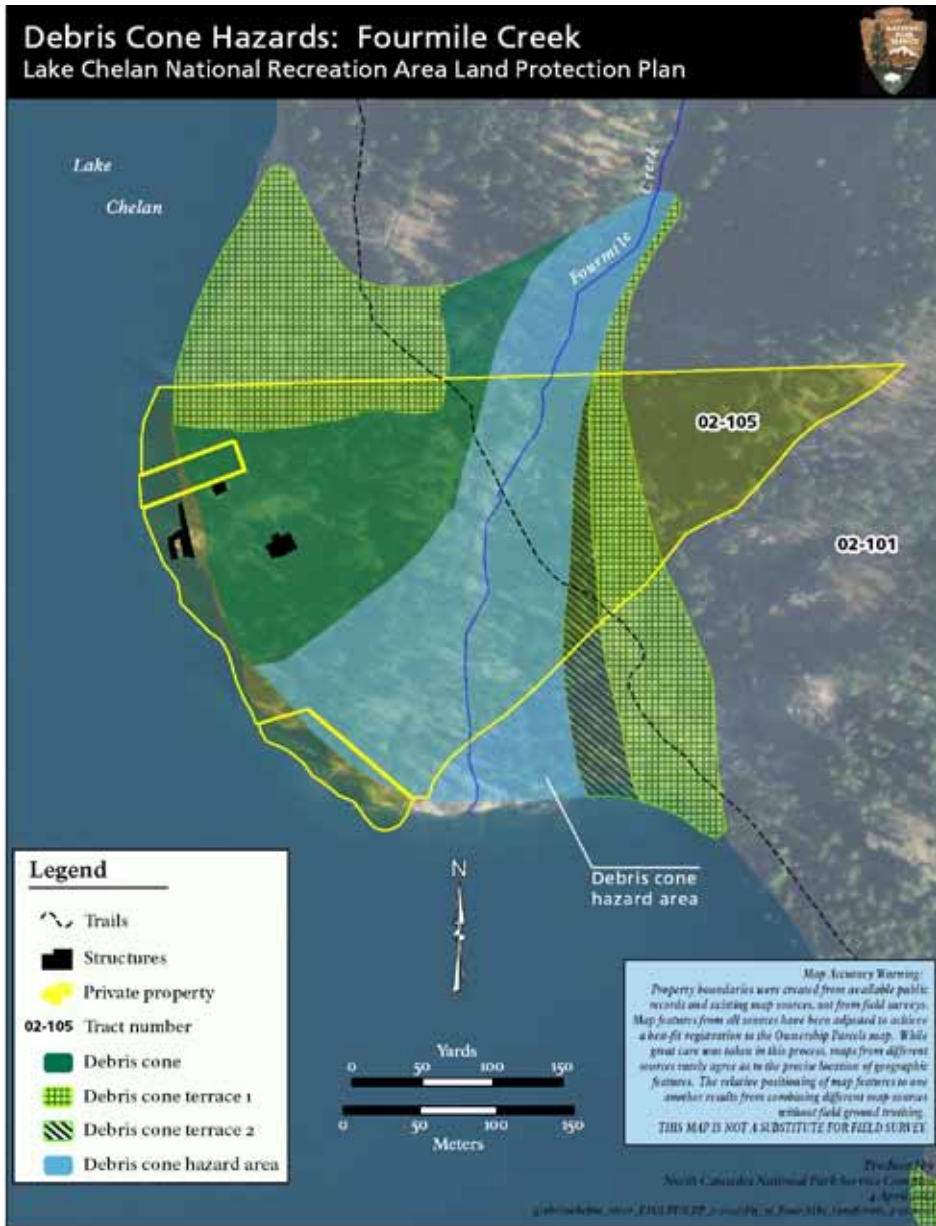 Debris Cone Hazards: Fourmile Creek
Lake Chelan National Recreation Area Land Protection Plan
NATIONAL
PARK
SERVICE
Lake
Chelan
Fourmile Creek
02-105
02-101
Debris cone
hazard area
Legend
Trails
Structures
Private property
02-105 Tract number
Debris cone
Debris cone terrace 1
Debris cone terrace 2
Debris cone hazard area
N
Yards
0 50 100 150
0 50 100 150
Meters
Map Accuracy Warning:
Property boundaries were created from available public
records and existing map sources, not from field surveys.
Map features from all sources have been adjusted to achieve
a best-fit registration to the Ownership Parcels map. While
great care was taken in this process, maps from different
sources rarely agree as to the precise location of geographic
features. The relative positioning of map features to one
another results from combining different map sources
without field ground truthing.
THIS MAP IS NOT A SUBSTITUTE FOR FIELD SURVEY.
Produced by
North Cascades National Park Service Complex
4 April